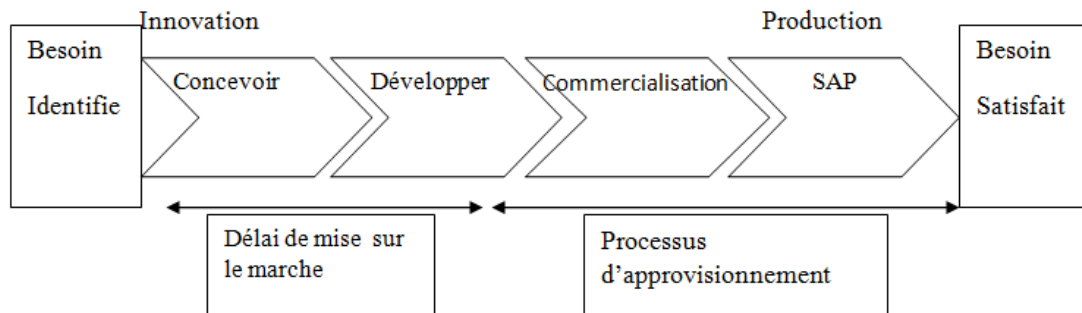 Innovation
Production
Besoin
Identifie
Concevoir
Développer
Commercialisation
SAP
Besoin
Satisfait
Délai de mise sur
le marche
Processus
d’approvisionnement